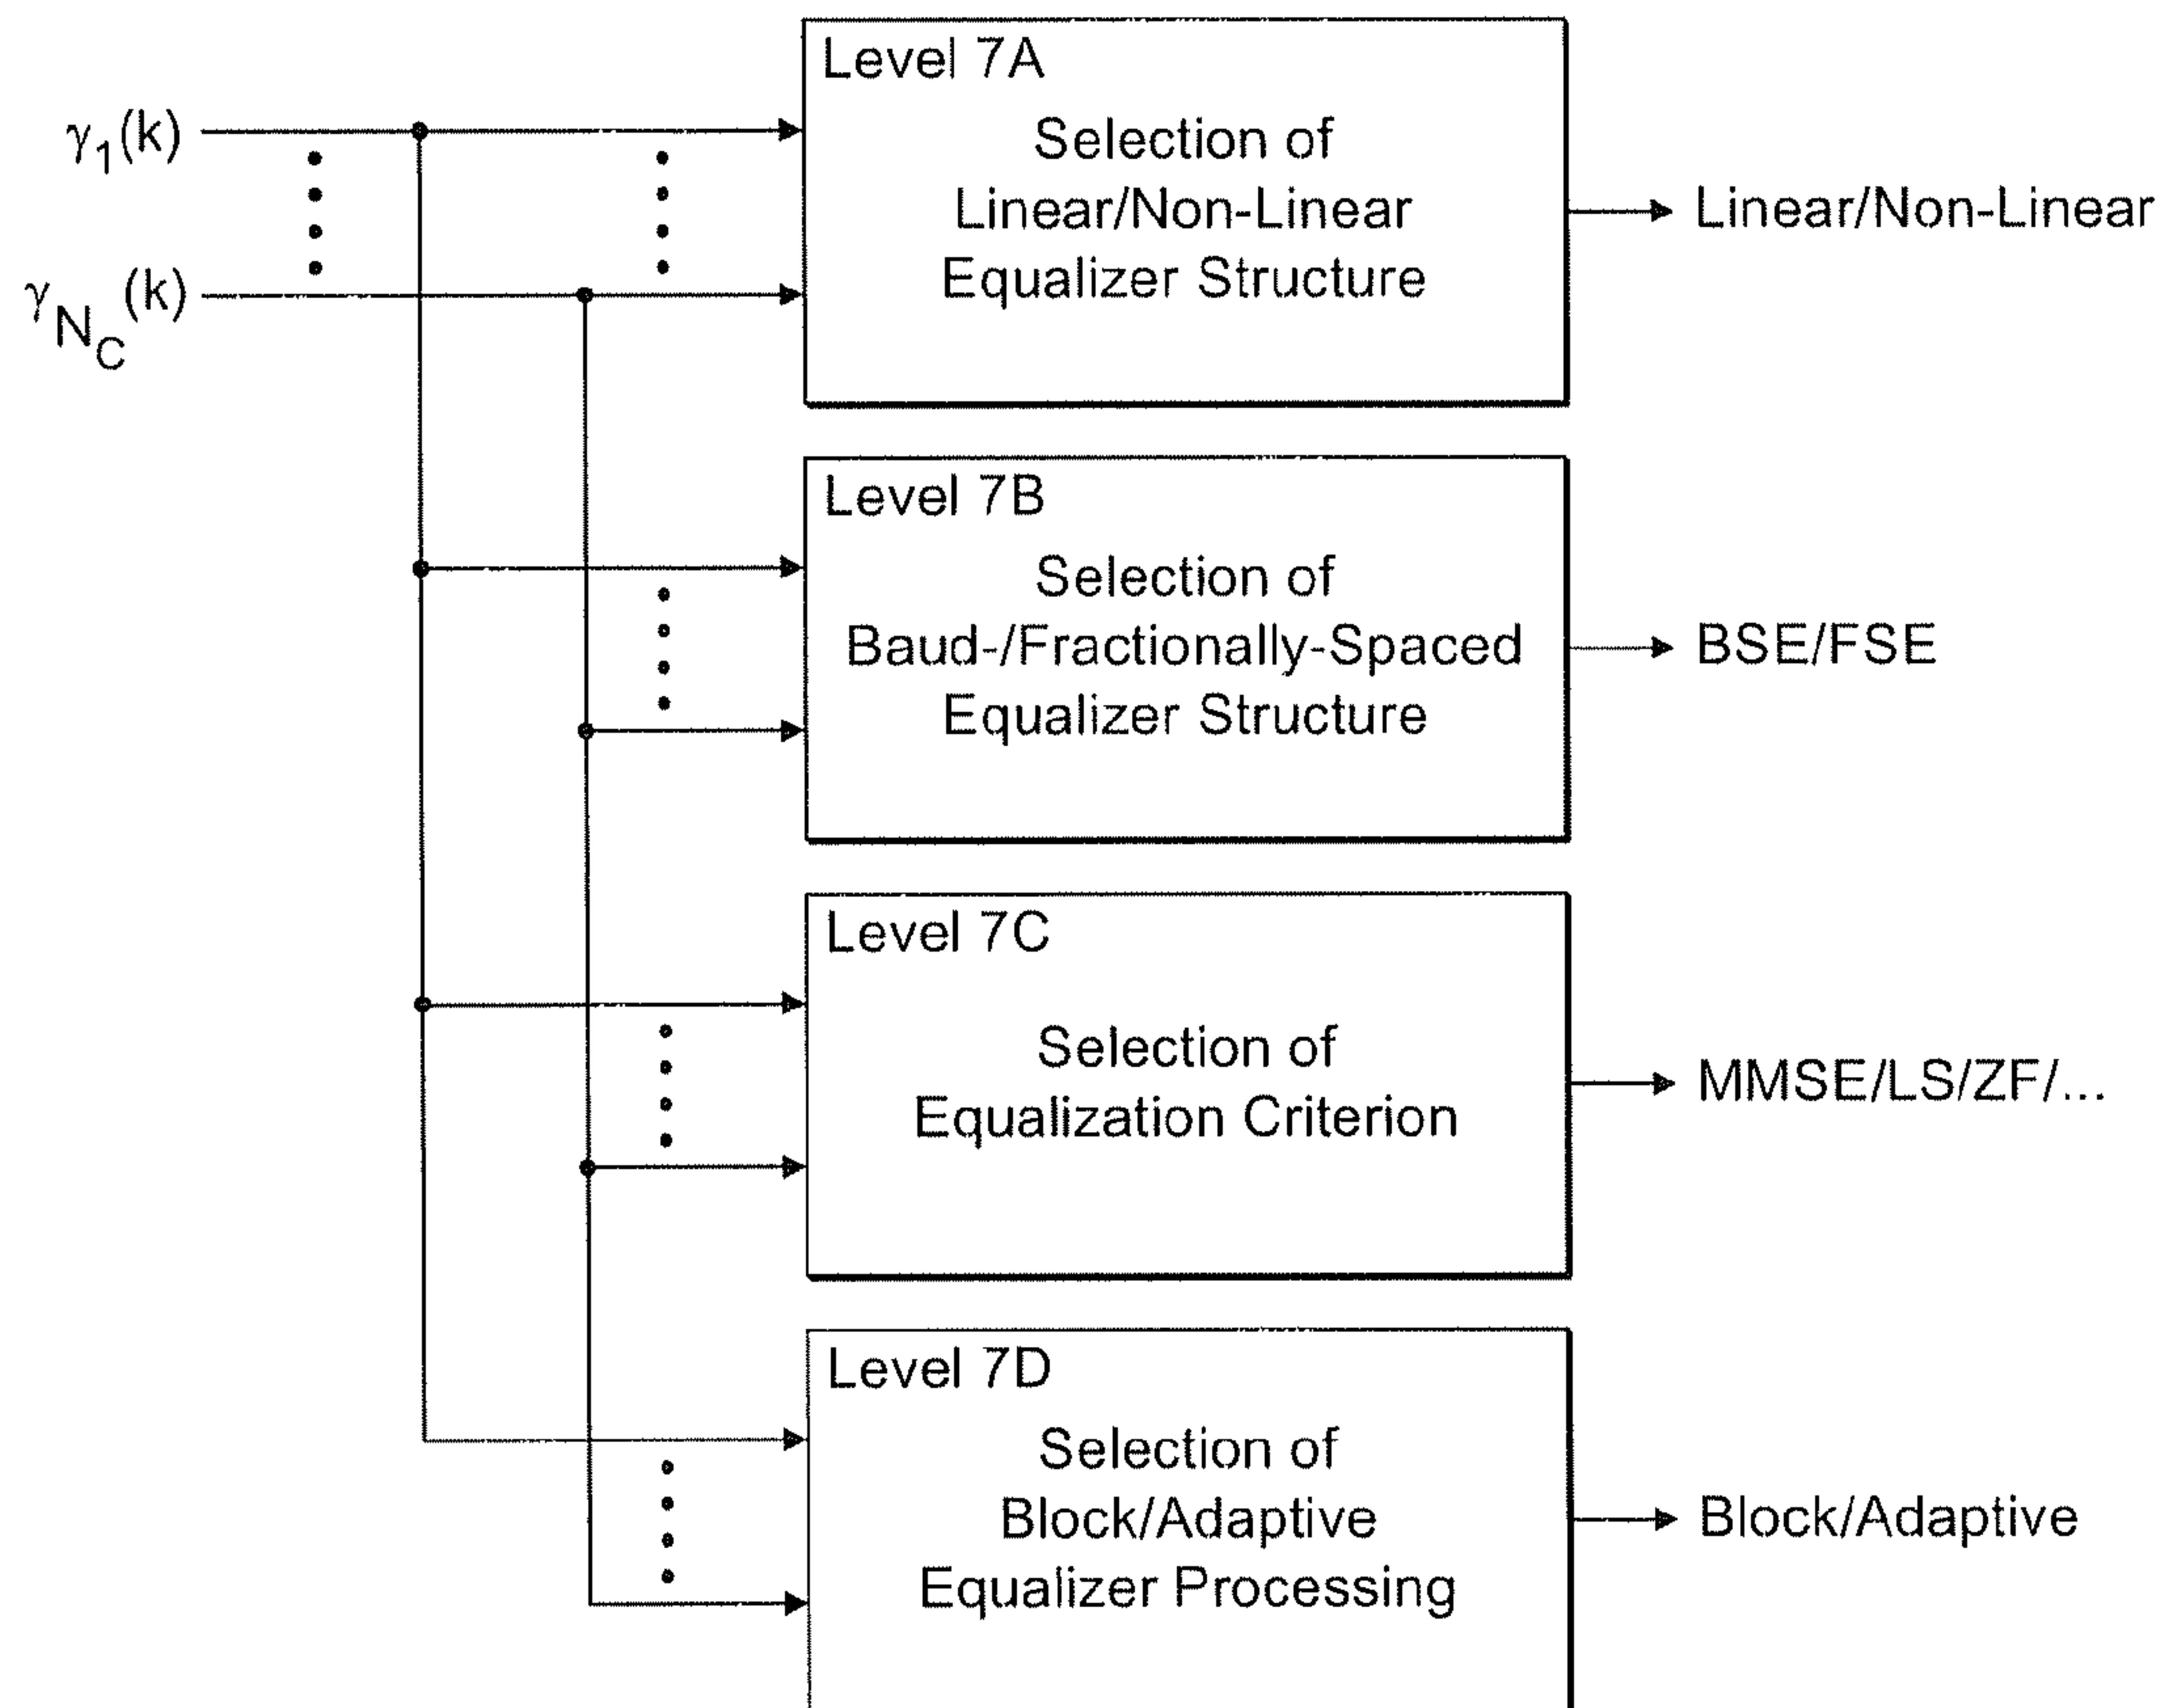 Level 7A
γ1(k)
Selection of
Linear/Non-Linear
Equalizer Structure
Linear/Non-Linear
γNC(k)
Level 7B
Selection of
Baud-/Fractionally-Spaced
Equalizer Structure
BSE/FSE
Level 7C
Selection of
Equalization Criterion
MMSE/LS/ZF/...
Level 7D
Selection of
Block/Adaptive
Equalizer Processing
Block/Adaptive